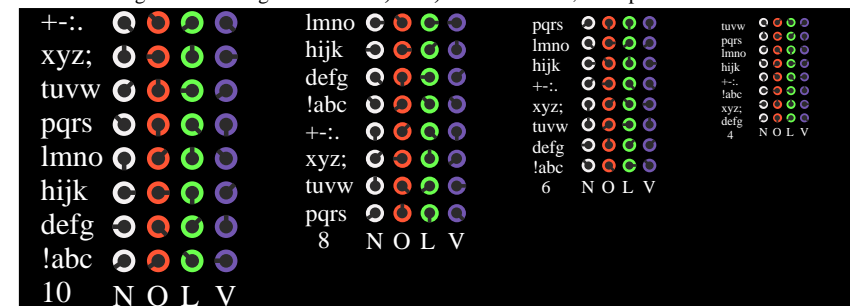 +-:.
xyz;
tuvw
pqrs
lmno
hijk
defg
!abc
10 N O L V
lmno
hijk
defg
!abc
+-:.
xyz;
tuvw
pqrs
8 N O L V
pqrs
lmno
hijk
+-:.
xyz;
tuvw
defg
!abc
6 N O L V
tuvw
pqrs
lmno
hijk
+-:.
!abc
xyz;
defg
4 N O L V